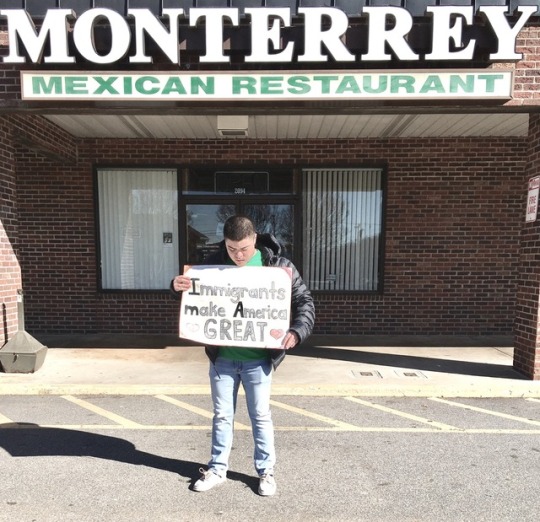 MONTERREY
MEXICAN RESTAURANT
Immigrants
make America
GREAT